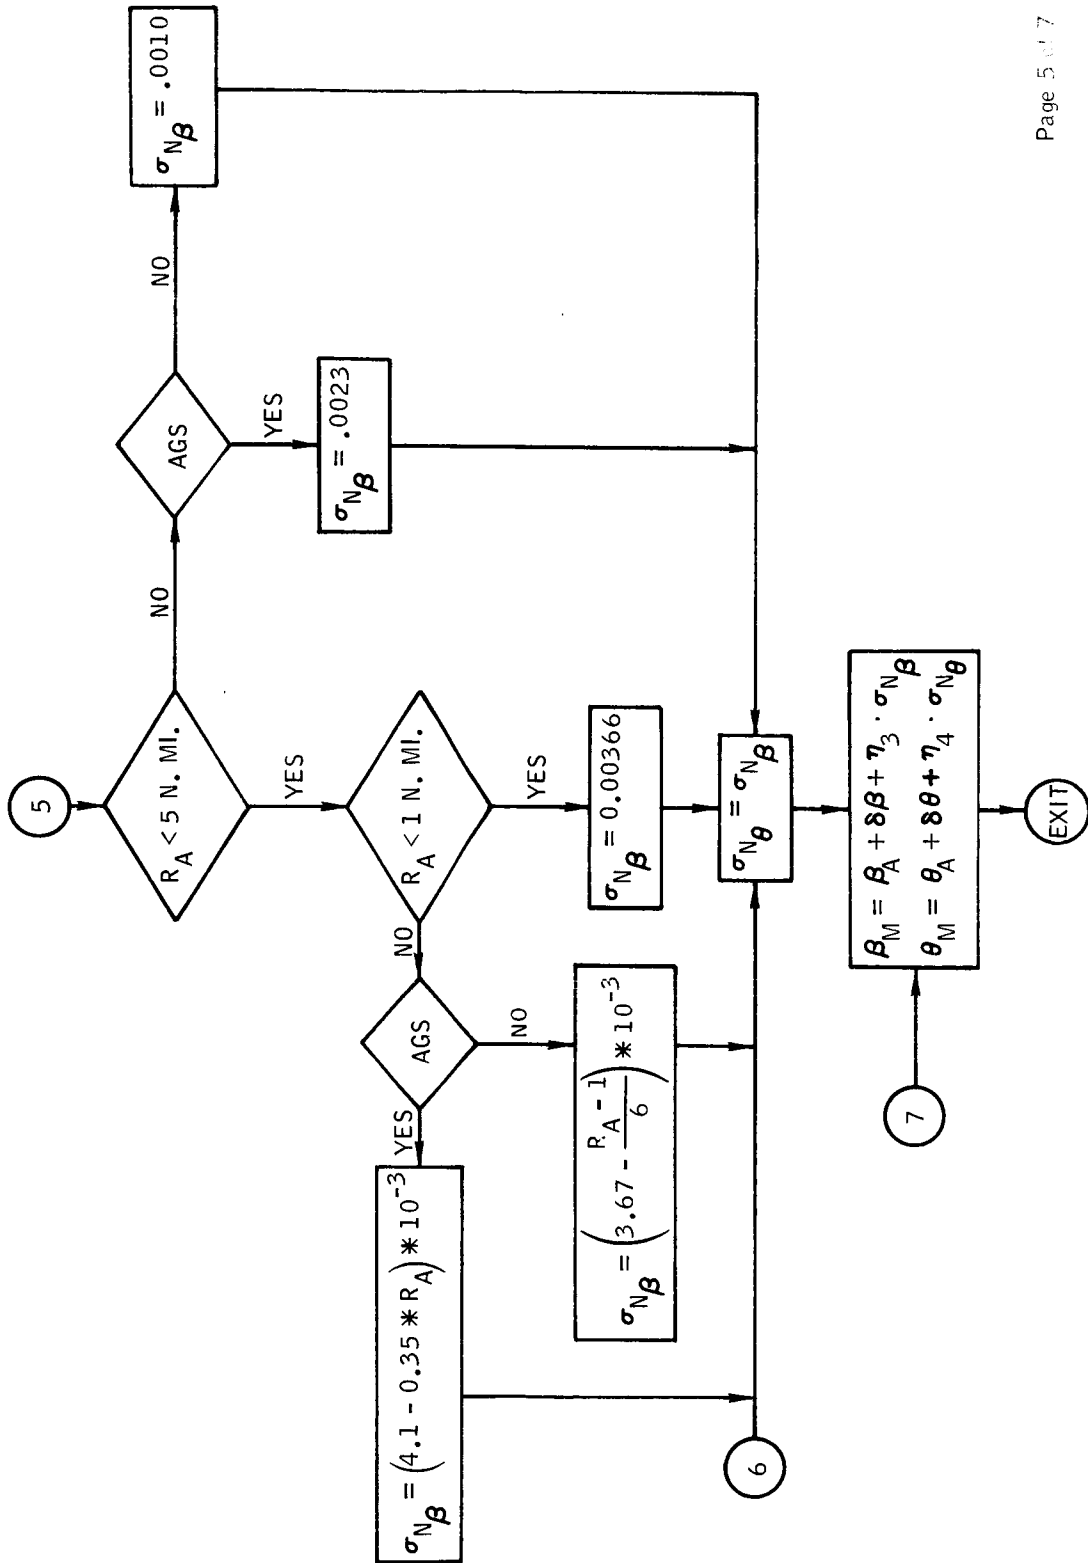 5
R_A < 5 N. MI.
NO
AGS
NO
σ_Nβ = .0010
YES
σ_Nβ = .0023
YES
R_A < 1 N. MI.
NO
AGS
YES
σ_Nβ = (4.1 - 0.35 * R_A) * 10^-3
NO
σ_Nβ = (3.67 - (R_A - 1)/6) * 10^-3
YES
σ_Nβ = 0.00366
6
σ_Nθ = σ_Nβ
7
β_M = β_A + δβ + η_3 · σ_Nβ
θ_M = θ_A + δθ + η_4 · σ_Nθ
EXIT
Page 5 of 7